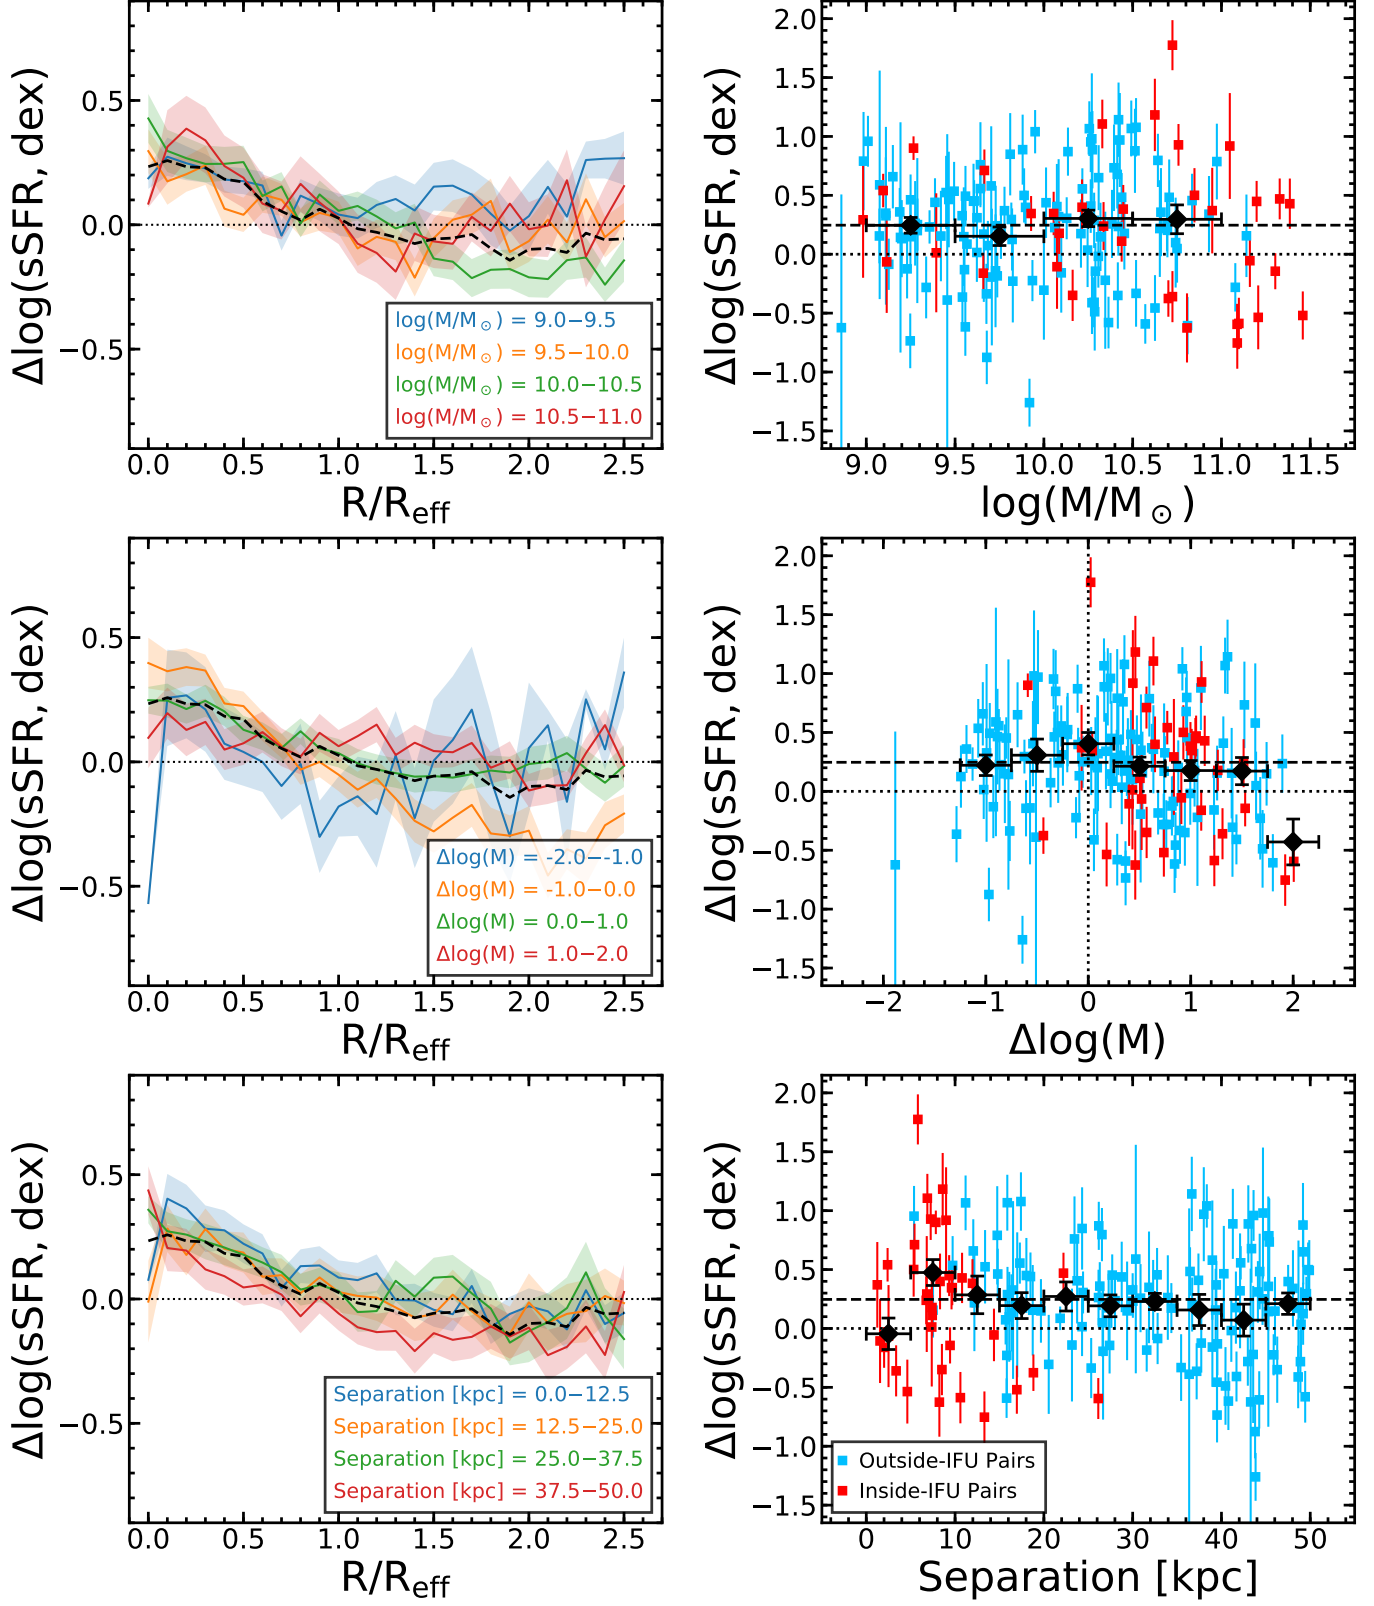 Δlog(sSFR, dex)
0.5
0.0
−0.5
log(M/M⊙) = 9.0−9.5
log(M/M⊙) = 9.5−10.0
log(M/M⊙) = 10.0−10.5
log(M/M⊙) = 10.5−11.0
0.0 0.5 1.0 1.5 2.0 2.5
R/Reff
Δlog(sSFR, dex)
2.0
1.5
1.0
0.5
0.0
−0.5
−1.0
−1.5
9.0 9.5 10.0 10.5 11.0 11.5
log(M/M⊙)
Δlog(sSFR, dex)
0.5
0.0
−0.5
Δlog(M) = -2.0−-1.0
Δlog(M) = -1.0−0.0
Δlog(M) = 0.0−1.0
Δlog(M) = 1.0−2.0
0.0 0.5 1.0 1.5 2.0 2.5
R/Reff
Δlog(sSFR, dex)
2.0
1.5
1.0
0.5
0.0
−0.5
−1.0
−1.5
−2 −1 0 1 2
Δlog(M)
Δlog(sSFR, dex)
0.5
0.0
−0.5
Separation [kpc] = 0.0−12.5
Separation [kpc] = 12.5−25.0
Separation [kpc] = 25.0−37.5
Separation [kpc] = 37.5−50.0
0.0 0.5 1.0 1.5 2.0 2.5
R/Reff
Δlog(sSFR, dex)
2.0
1.5
1.0
0.5
0.0
−0.5
−1.0
−1.5
Outside-IFU Pairs
Inside-IFU Pairs
0 10 20 30 40 50
Separation [kpc]